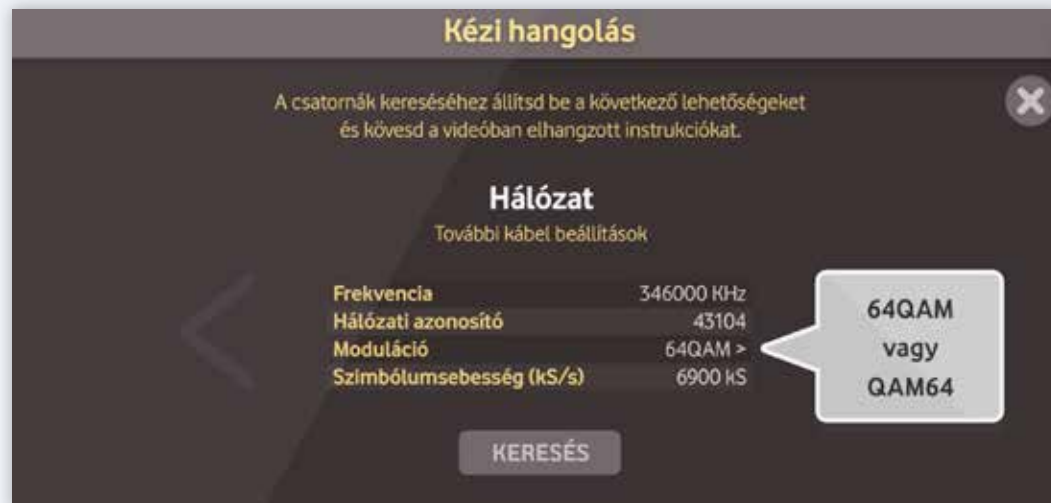 Kézi hangolás
A csatornák kereséséhez állítsd be a következő lehetőségeket
és kövesd a videóban elhangzott instrukciókat.
Hálózat
További kábel beállítások
Frekvencia 346000 KHz
Hálózati azonosító 43104
Moduláció 64QAM >
Szimbólumsebesség (kS/s) 6900 kS
64QAM
vagy
QAM64
KERESÉS